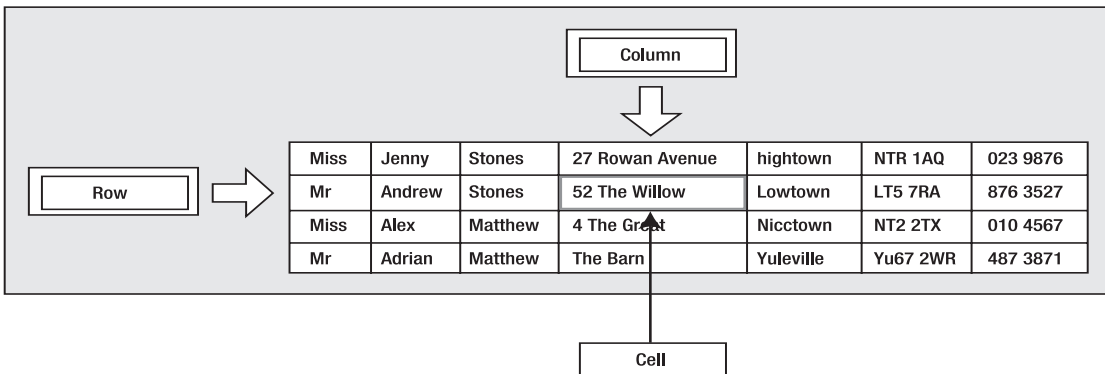 Column
Row
Miss Jenny Stones 27 Rowan Avenue hightown NTR 1AQ 023 9876
Mr Andrew Stones 52 The Willow Lowtown LT5 7RA 876 3527
Miss Alex Matthew 4 The Great Nicctown NT2 2TX 010 4567
Mr Adrian Matthew The Barn Yuleville Yu67 2WR 487 3871
Cell